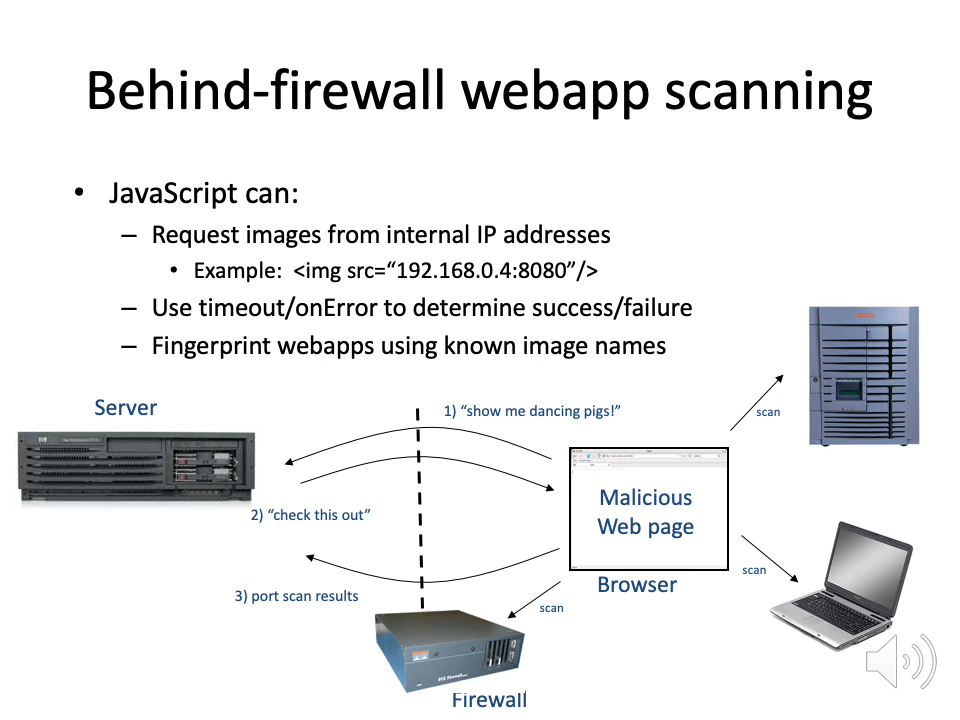 Behind-firewall webapp scanning
• JavaScript can:
– Request images from internal IP addresses
• Example: <img src=“192.168.0.4:8080”/>
– Use timeout/onError to determine success/failure
– Fingerprint webapps using known image names
Server
1) “show me dancing pigs!”
scan
Malicious
Web page
2) “check this out”
scan
Browser
3) port scan results
scan
Firewall